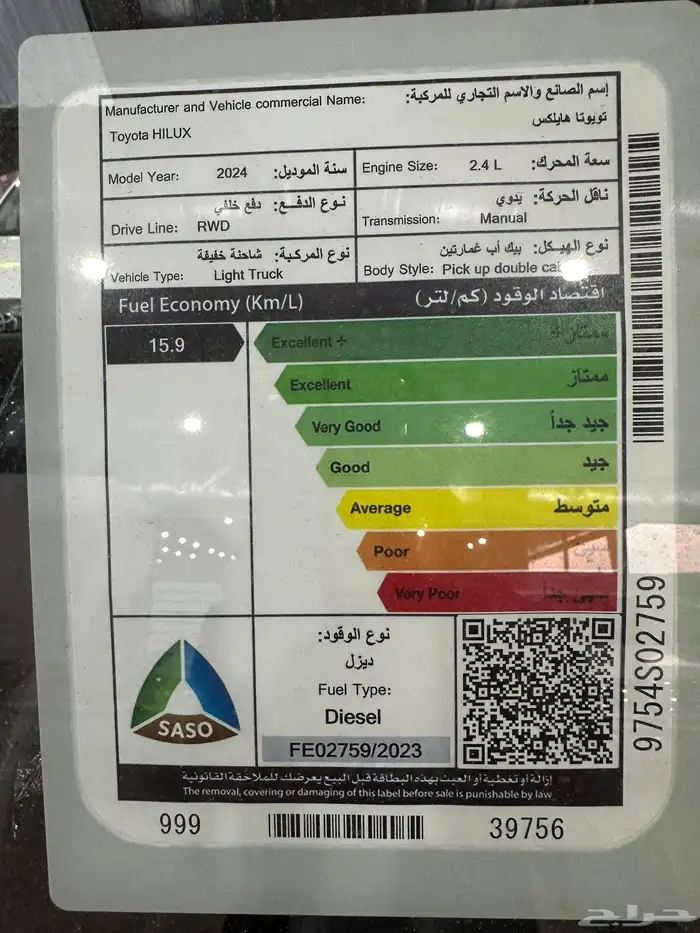 Manufacturer and Vehicle commercial Name:
إسم الصانع والاسم التجاري للمركبة:
Toyota HILUX
تويوتا هايلكس
Model Year: 2024 سنة الموديل:
Engine Size: 2.4 L سعة المحرك:
نوع الدفع: دفع خلفي
Drive Line: RWD
ناقل الحركة: يدوي
Transmission: Manual
نوع المركبة: شاحنة خفيفة
Vehicle Type: Light Truck
نوع الهيكل: بيك أب غمارتين
Body Style: Pick up double
Fuel Economy (Km/L)
اقتصاد الوقود (كم/لتر)
15.9
Excellent + ممتاز +
Excellent ممتاز
Very Good جيد جداً
Good جيد
Average متوسط
Poor
Very Poor
SASO
نوع الوقود:
ديزل
Fuel Type:
Diesel
FE02759/2023
إزالة أو تغطية أو العبث بهذه البطاقة قبل البيع يعرضك للملاحقة القانونية
The removal, covering or damaging of this label before sale is punishable by law
999
39756
9754S02759
حراج